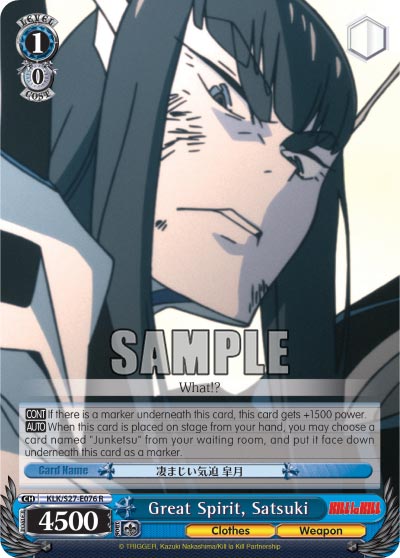 LEVEL
1
0
COST
SAMPLE
What!?
CONT If there is a marker underneath this card, this card gets +1500 power.
AUTO When this card is placed on stage from your hand, you may choose a
card named "Junketsu" from your waiting room, and put it face down
underneath this card as a marker.
Card Name 凄まじい気迫 皐月
CH KLK/S27-E076 R
POWER 4500 SOUL Great Spirit, Satsuki KILL la KILL
Clothes Weapon
© TRIGGER, Kazuki Nakashima/Kill la Kill Partnership